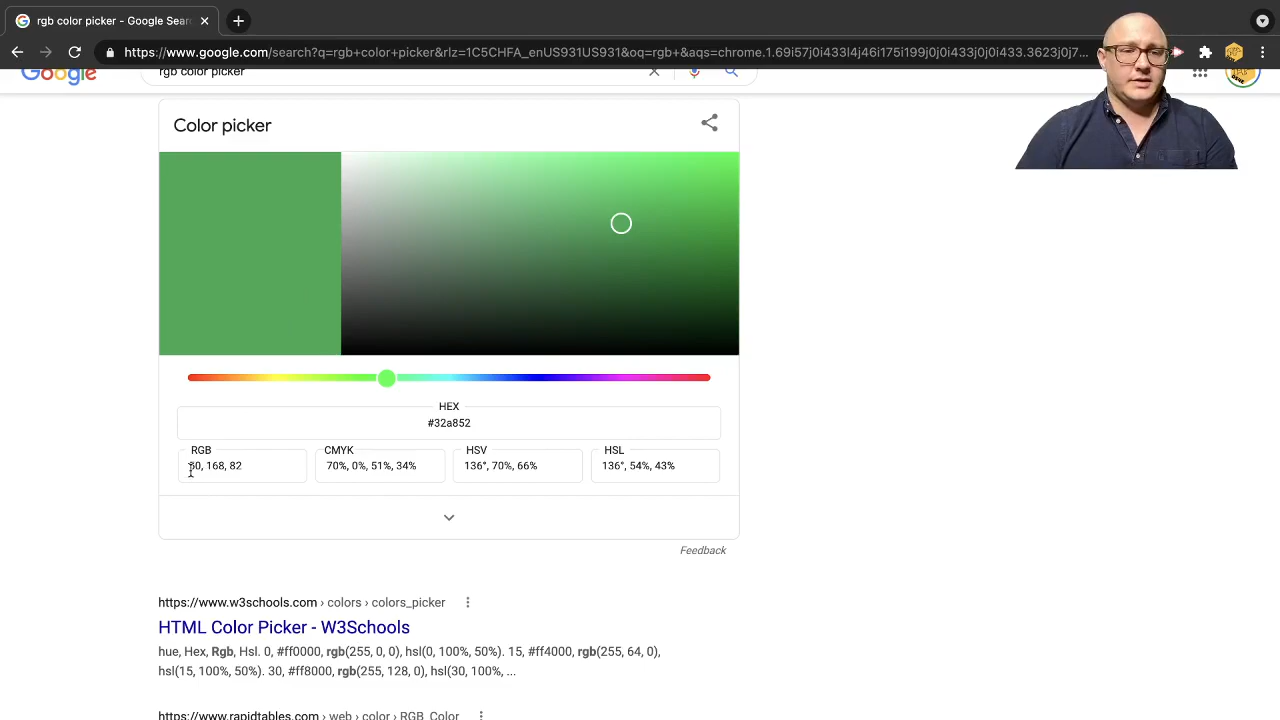 rgb color picker - Google Sear
https://www.google.com/search?q=rgb+color+picker&rlz=1C5CHFA_enUS931US931&oq=rgb+&aqs=chrome.1.69i57j0i433l4j46i175i199j0j0i433j0j0i433.3623j0j7...
Google
rgb color picker
Color picker
HEX
#32a852
RGB
50, 168, 82
CMYK
70%, 0%, 51%, 34%
HSV
136°, 70%, 66%
HSL
136°, 54%, 43%
Feedback
https://www.w3schools.com › colors › colors_picker
HTML Color Picker - W3Schools
hue, Hex, Rgb, Hsl. 0, #ff0000, rgb(255, 0, 0), hsl(0, 100%, 50%). 15, #ff4000, rgb(255, 64, 0),
hsl(15, 100%, 50%). 30, #ff8000, rgb(255, 128, 0), hsl(30, 100%, ...
https://www.rapidtables.com › web › color › RGB_Color